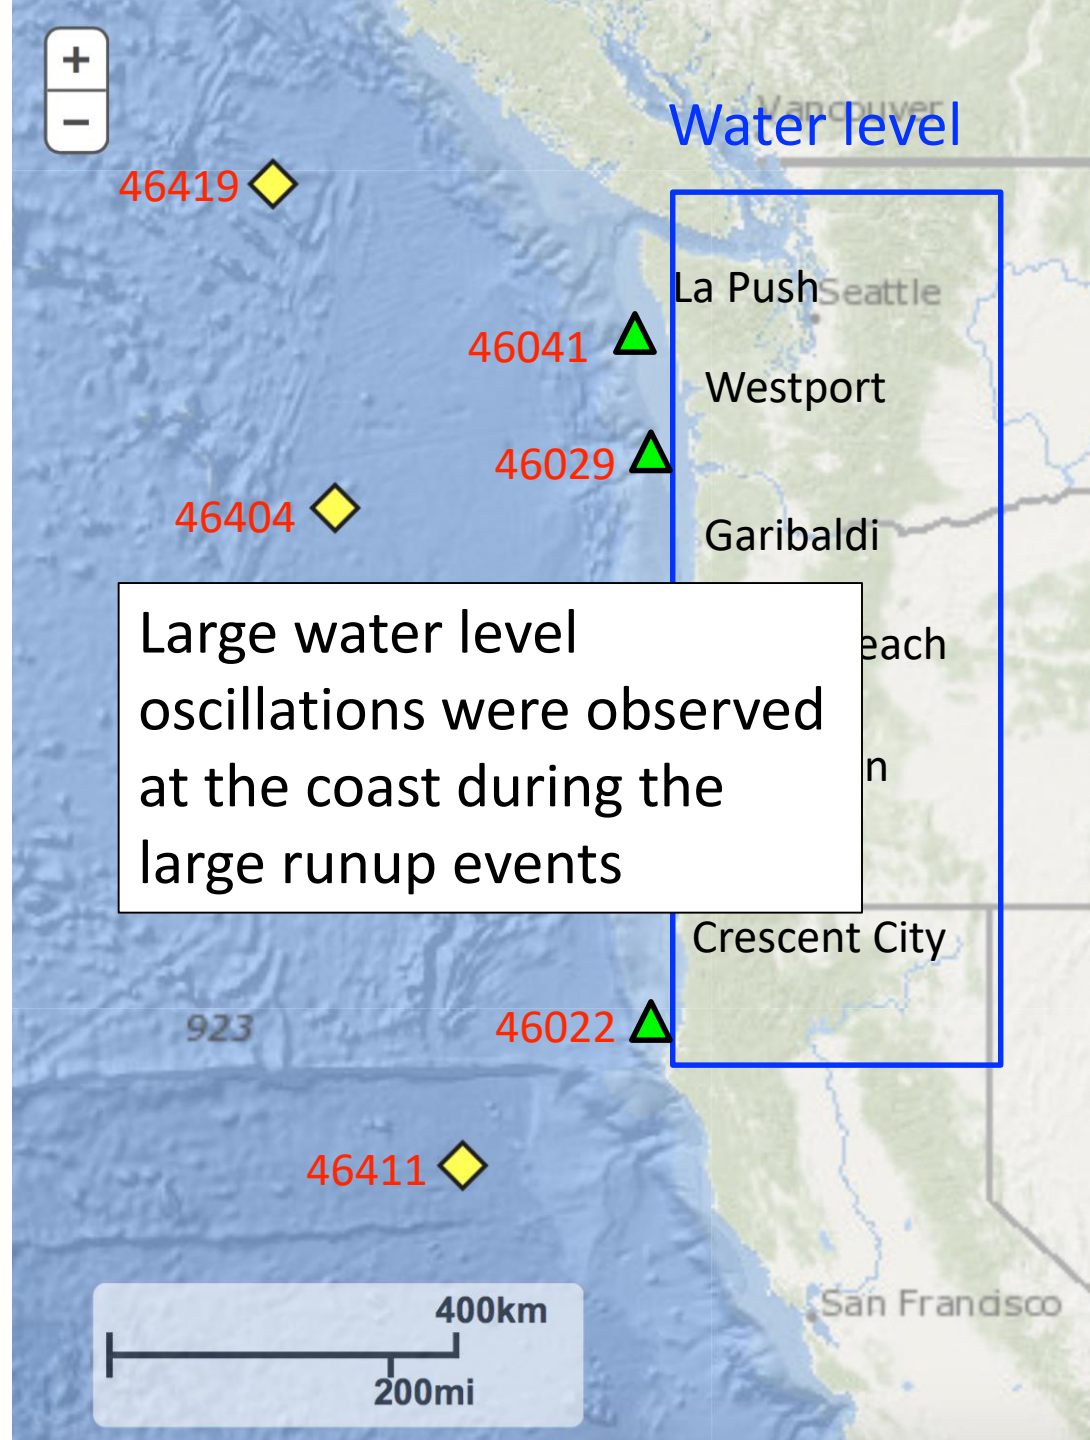 +
−
Vancouver
Water level
46419
La Push
Seattle
46041
Westport
46029
46404
Garibaldi
Large water level
oscillations were observed
at the coast during the
large runup events
each
n
Crescent City
923
46022
46411
400km
San Francisco
200mi